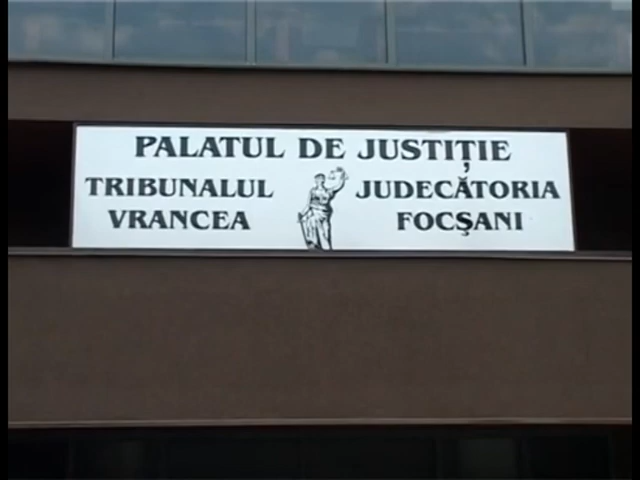 PALATUL DE JUSTIȚIE
TRIBUNALUL
VRANCEA
JUDECĂTORIA
FOCȘANI